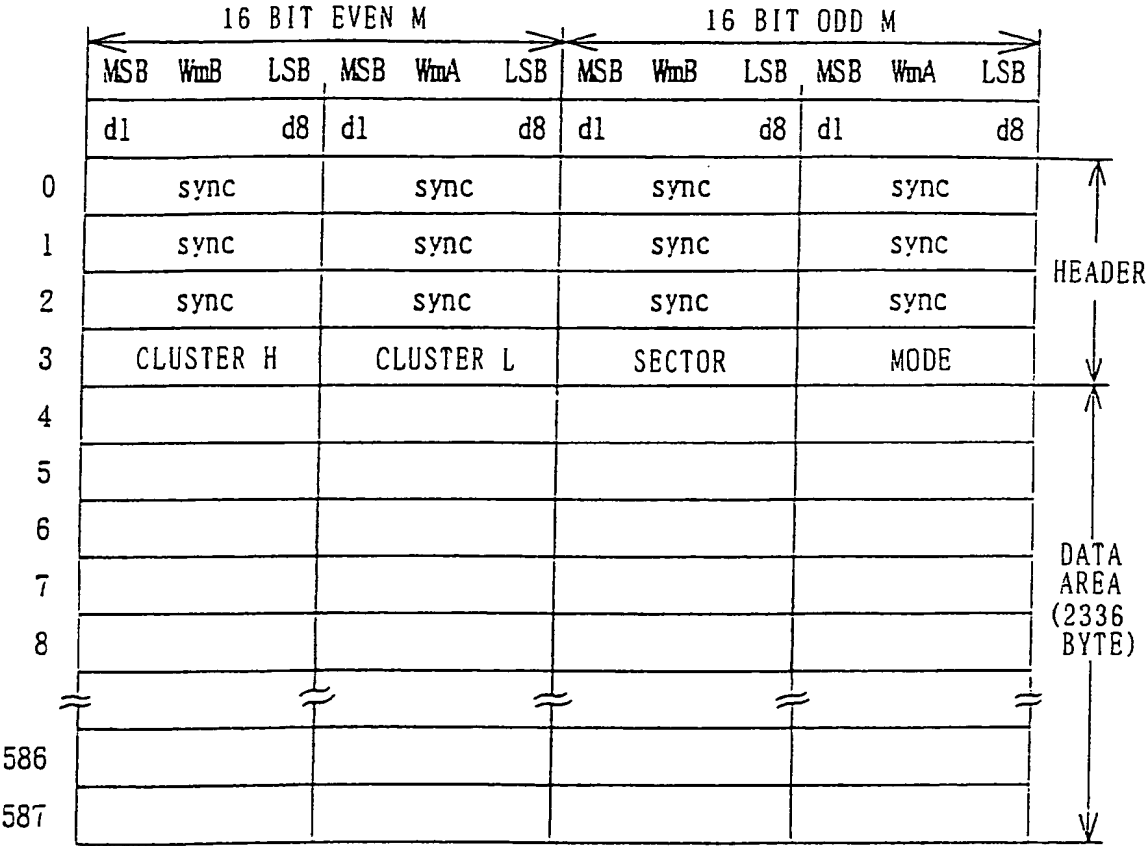 16 BIT EVEN M 16 BIT ODD M
MSB WmB LSB MSB WmA LSB MSB WmB LSB MSB WmA LSB
d1 d8 d1 d8 d1 d8 d1 d8
0 sync sync sync sync
1 sync sync sync sync
HEADER
2 sync sync sync sync
3 CLUSTER H CLUSTER L SECTOR MODE
4
5
6
7
8
DATA
AREA
(2336
BYTE)
586
587